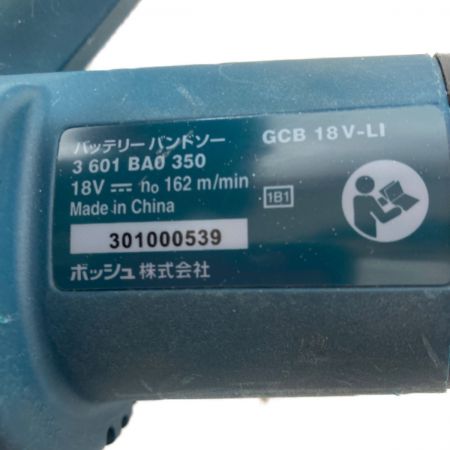 バッテリーバンドソー GCB 18V-LI
3 601 BA0 350
18V ⎓ n₀ 162 m/min
1B1
Made in China
301000539
ボッシュ株式会社